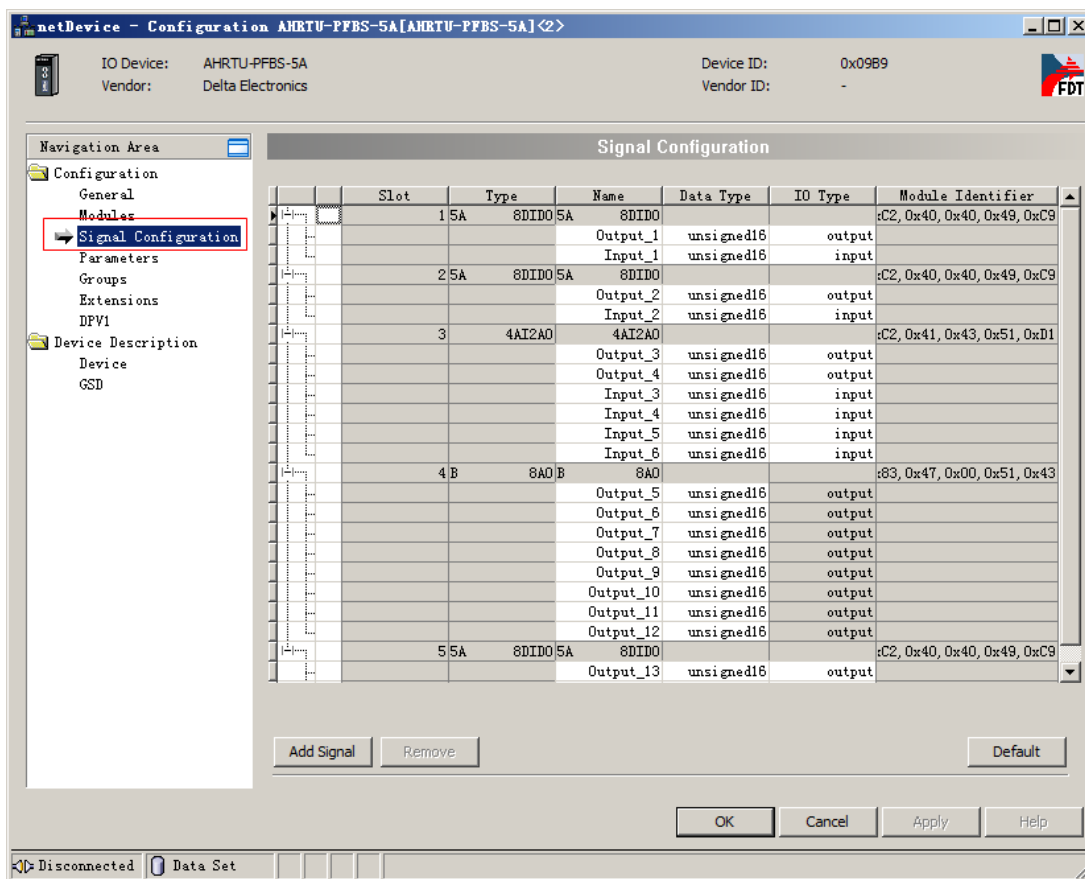 netDevice - Configuration AHRTU-PFBS-5A[AHRTU-PFBS-5A]<2>
IO Device: AHRTU-PFBS-5A Device ID: 0x09B9
Vendor: Delta Electronics Vendor ID: -
FDT
Navigation Area
Configuration
General
Modules
Signal Configuration
Parameters
Groups
Extensions
DPV1
Device Description
Device
GSD
Signal Configuration
Slot Type Name Data Type IO Type Module Identifier
1 5A 8DIDO 5A 8DIDO :C2, 0x40, 0x40, 0x49, 0xC9
Output_1 unsigned16 output
Input_1 unsigned16 input
2 5A 8DIDO 5A 8DIDO :C2, 0x40, 0x40, 0x49, 0xC9
Output_2 unsigned16 output
Input_2 unsigned16 input
3 4AI2AO 4AI2AO :C2, 0x41, 0x43, 0x51, 0xD1
Output_3 unsigned16 output
Output_4 unsigned16 output
Input_3 unsigned16 input
Input_4 unsigned16 input
Input_5 unsigned16 input
Input_6 unsigned16 input
4 B 8AO B 8AO :83, 0x47, 0x00, 0x51, 0x43
Output_5 unsigned16 output
Output_6 unsigned16 output
Output_7 unsigned16 output
Output_8 unsigned16 output
Output_9 unsigned16 output
Output_10 unsigned16 output
Output_11 unsigned16 output
Output_12 unsigned16 output
5 5A 8DIDO 5A 8DIDO :C2, 0x40, 0x40, 0x49, 0xC9
Output_13 unsigned16 output
Add Signal Remove Default
OK Cancel Apply Help
Disconnected Data Set